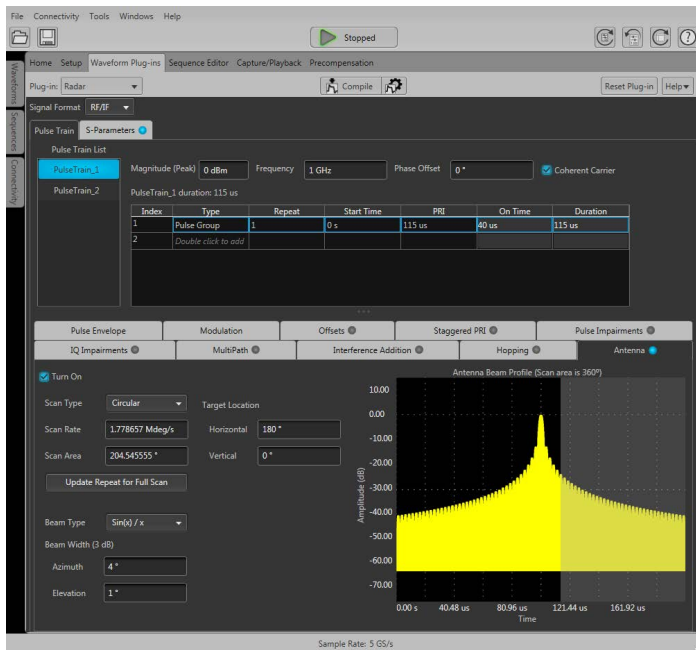 File Connectivity Tools Windows Help
Stopped
Home Setup Waveform Plug-ins Sequence Editor Capture/Playback Precompensation
Waveforms
Sequences
Connectivity
Plug-in: Radar Compile Reset Plug-in Help
Signal Format RF/IF
Pulse Train S-Parameters
Pulse Train List
PulseTrain_1
PulseTrain_2
Magnitude (Peak) 0 dBm Frequency 1 GHz Phase Offset 0 ° Coherent Carrier
PulseTrain_1 duration: 115 us
Index Type Repeat Start Time PRI On Time Duration
1 Pulse Group 1 0 s 115 us 40 us 115 us
2 Double click to add
Pulse Envelope Modulation Offsets Staggered PRI Pulse Impairments
IQ Impairments MultiPath Interference Addition Hopping Antenna
Turn On
Scan Type Circular Target Location
Scan Rate 1.778657 Mdeg/s Horizontal 180 °
Scan Area 204.545555 ° Vertical 0 °
Update Repeat for Full Scan
Beam Type Sin(x) / x
Beam Width (3 dB)
Azimuth 4 °
Elevation 1 °
Antenna Beam Profile (Scan area is 360º)
Amplitude (dB)
10.00
0.00
-10.00
-20.00
-30.00
-40.00
-50.00
-60.00
-70.00
0.00 s 40.48 us 80.96 us 121.44 us 161.92 us
Time
Sample Rate: 5 GS/s